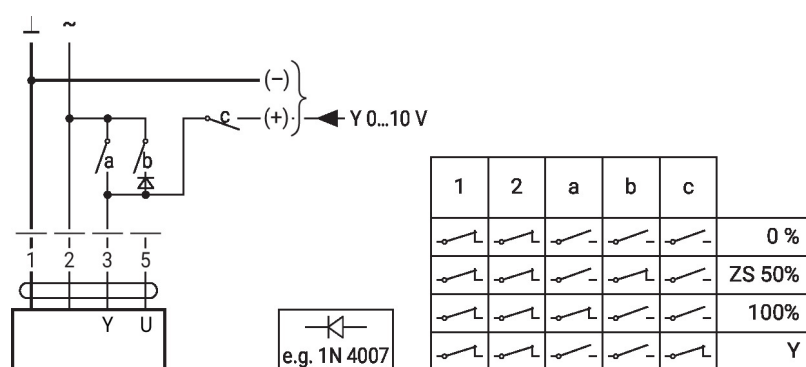 ⊥ ~
(−)
(+) Y 0...10 V
c
a b
1 2 3 5
Y U
e.g. 1N 4007
1 2 a b c
0 %
ZS 50%
100%
Y